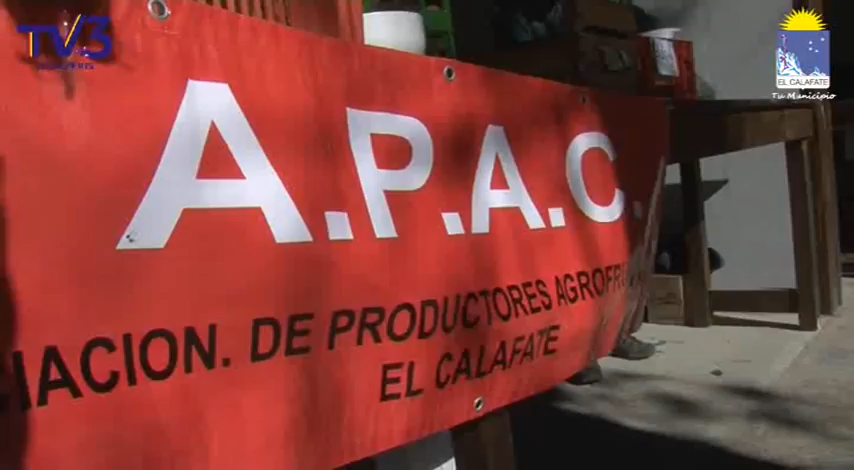 TV3
EL CALAFATE
Tu Municipio
A.P.A.C.
IACION. DE PRODUCTORES AGROFRU
EL CALAFATE